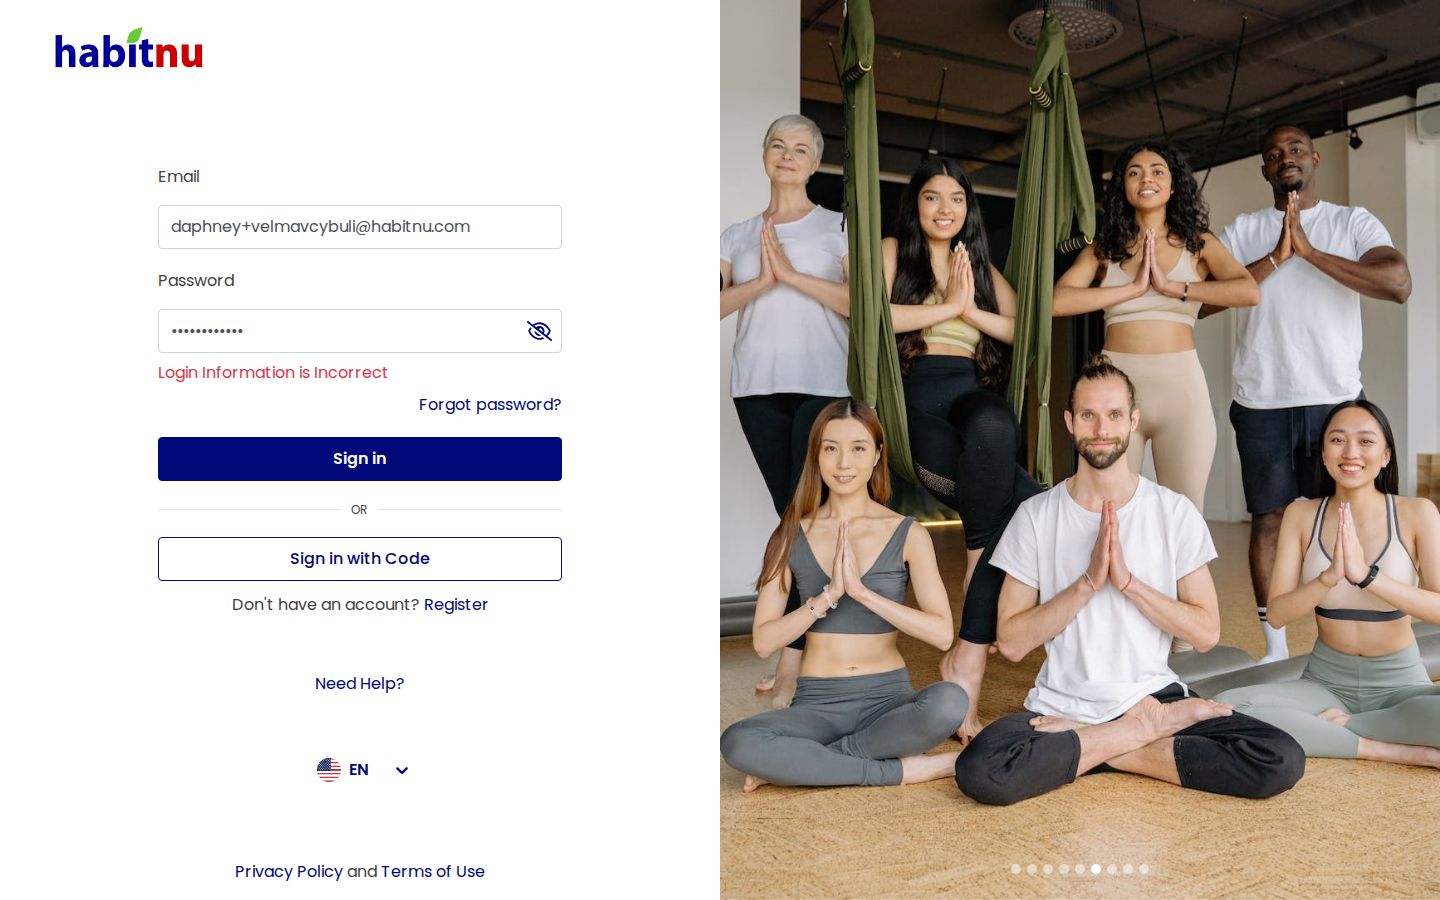 habitnu
Email
daphney+velmavcybuli@habitnu.com
Password
••••••••••••
Login Information is Incorrect
Forgot password?
Sign in
OR
Sign in with Code
Don't have an account? Register
Need Help?
EN
Privacy Policy and Terms of Use